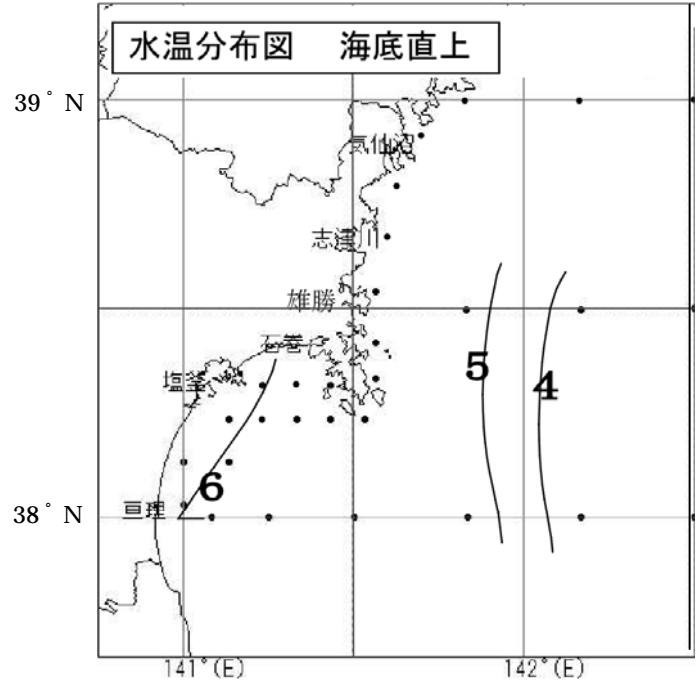 水温分布図 海底直上
39°N
気仙沼
志津川
雄勝
石巻
塩釜
5
4
6
亘理
38°N
141°(E)
142°(E)